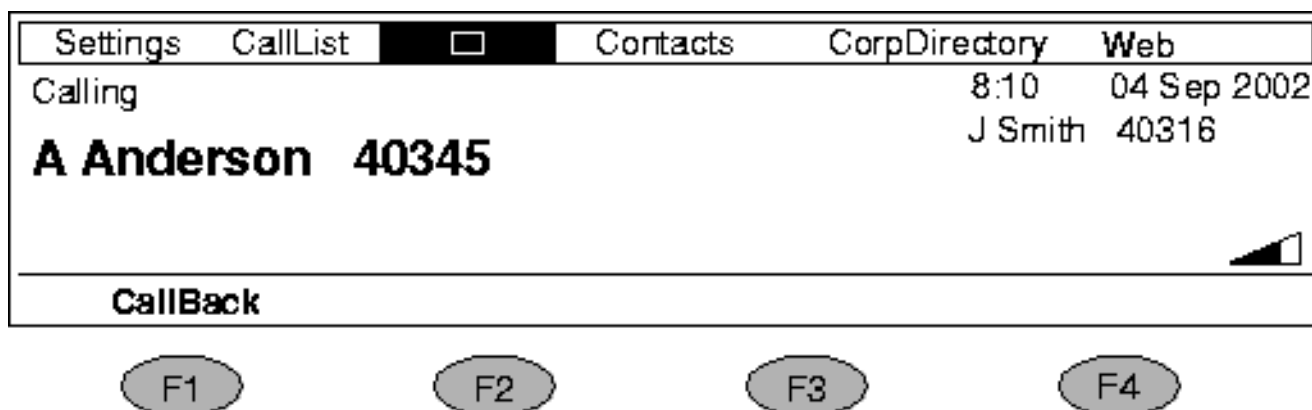 Settings CallList Contacts CorpDirectory Web
Calling 8:10 04 Sep 2002
J Smith 40316
A Anderson 40345
CallBack
F1 F2 F3 F4